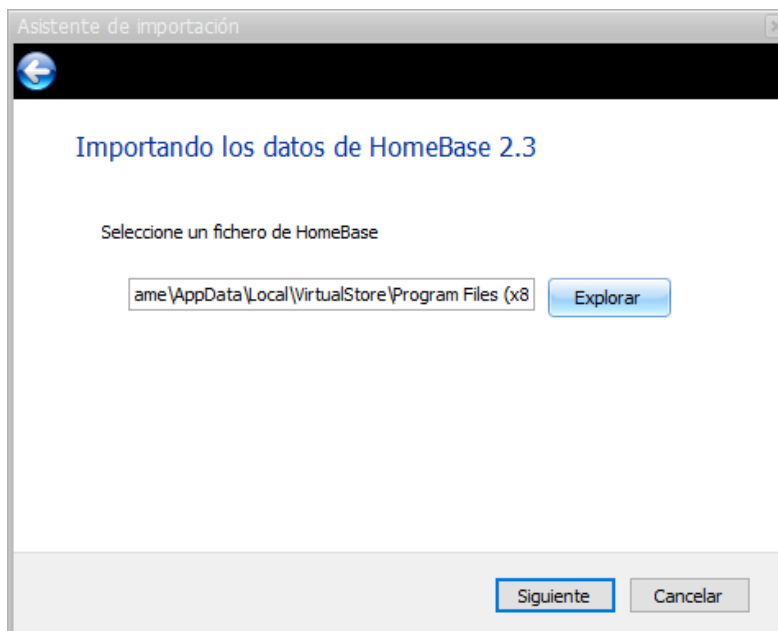 Asistente de importación
Importando los datos de HomeBase 2.3
Seleccione un fichero de HomeBase
ame\AppData\Local\VirtualStore\Program Files (x8
Explorar
Siguiente
Cancelar